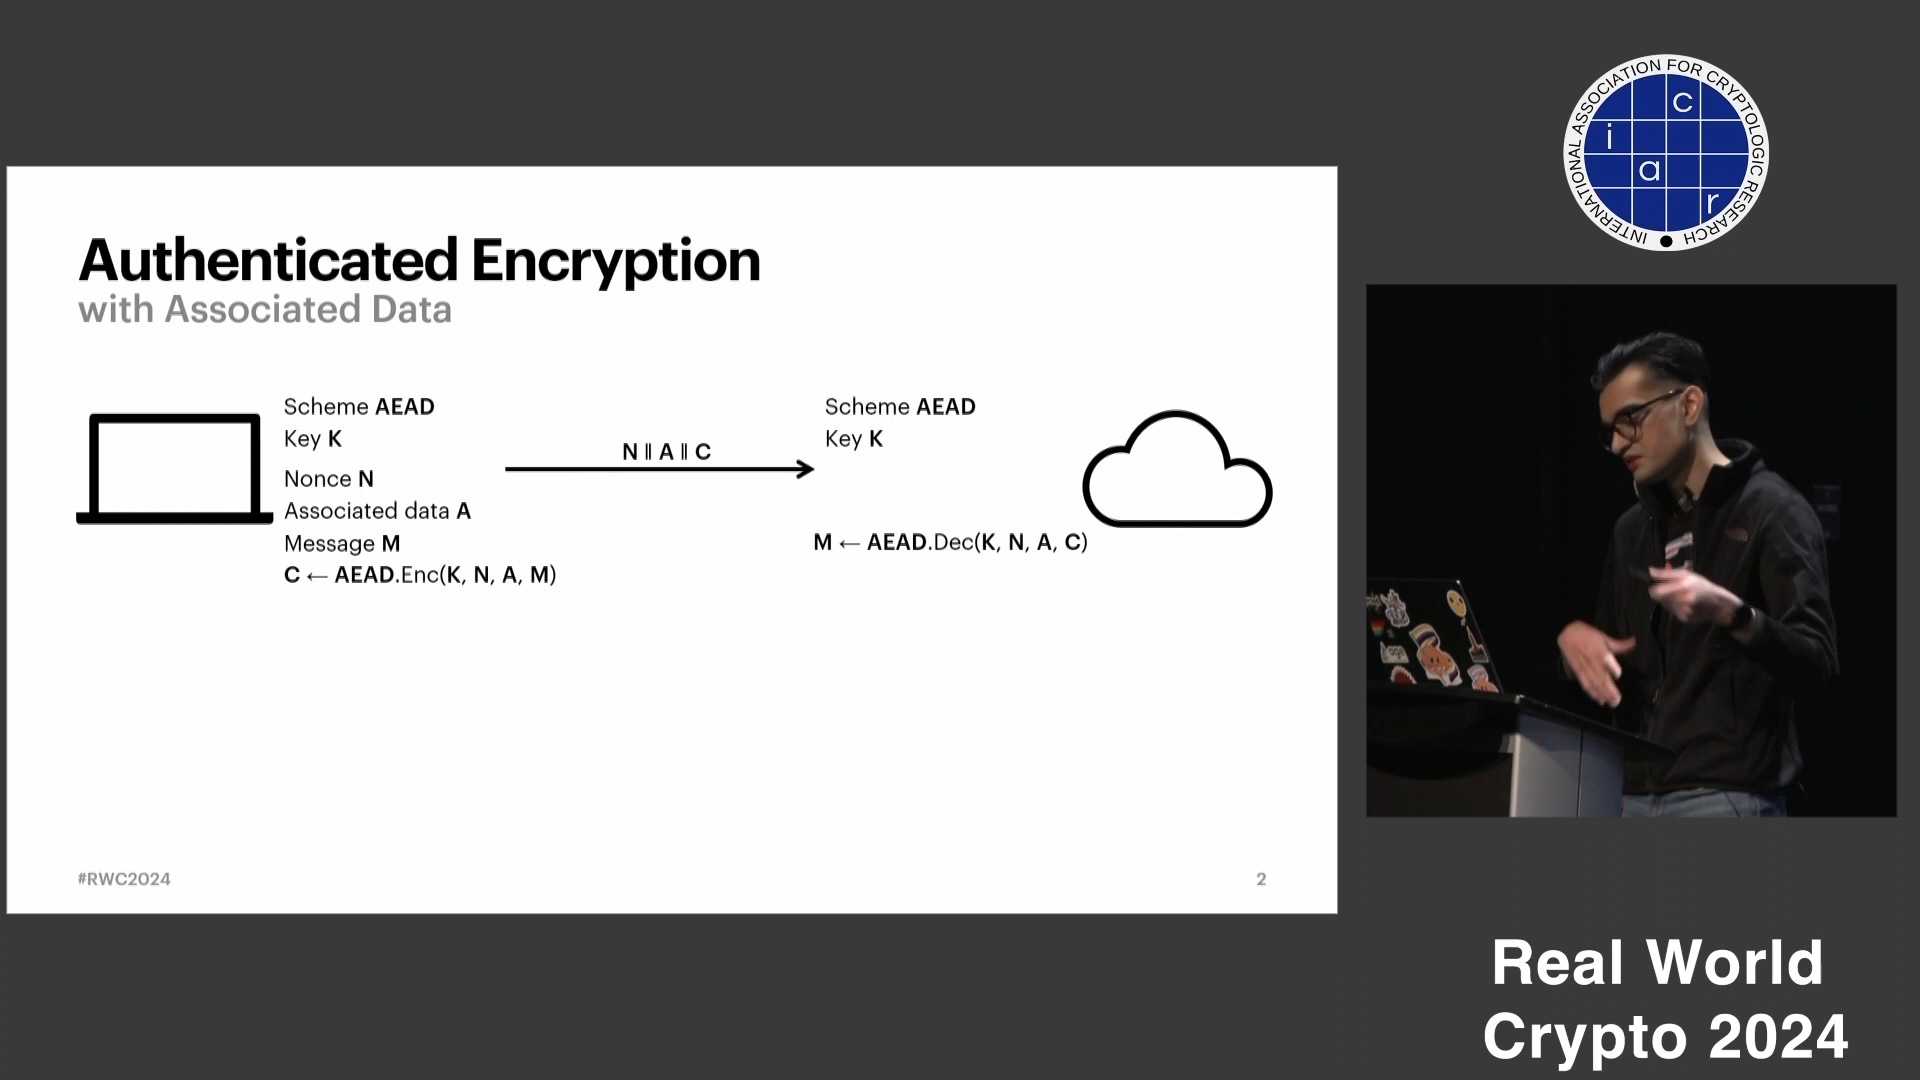 Authenticated Encryption
with Associated Data
Scheme AEAD
Key K
Nonce N
Associated data A
Message M
C ← AEAD.Enc(K, N, A, M)
N ∥ A ∥ C
Scheme AEAD
Key K
M ← AEAD.Dec(K, N, A, C)
#RWC2024
2
INTERNATIONAL ASSOCIATION FOR CRYPTOLOGIC RESEARCH
c
i
a
r
age
Real World
Crypto 2024